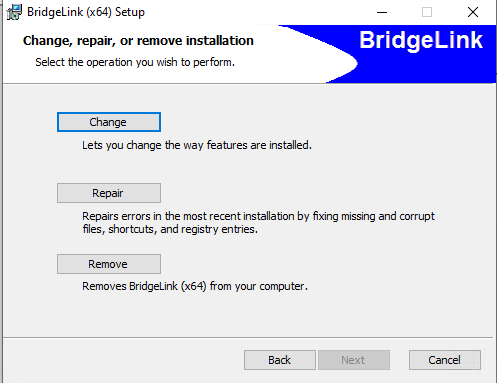 BridgeLink (x64) Setup
Change, repair, or remove installation
BridgeLink
Select the operation you wish to perform.
Change
Lets you change the way features are installed.
Repair
Repairs errors in the most recent installation by fixing missing and corrupt
files, shortcuts, and registry entries.
Remove
Removes BridgeLink (x64) from your computer.
Back
Next
Cancel